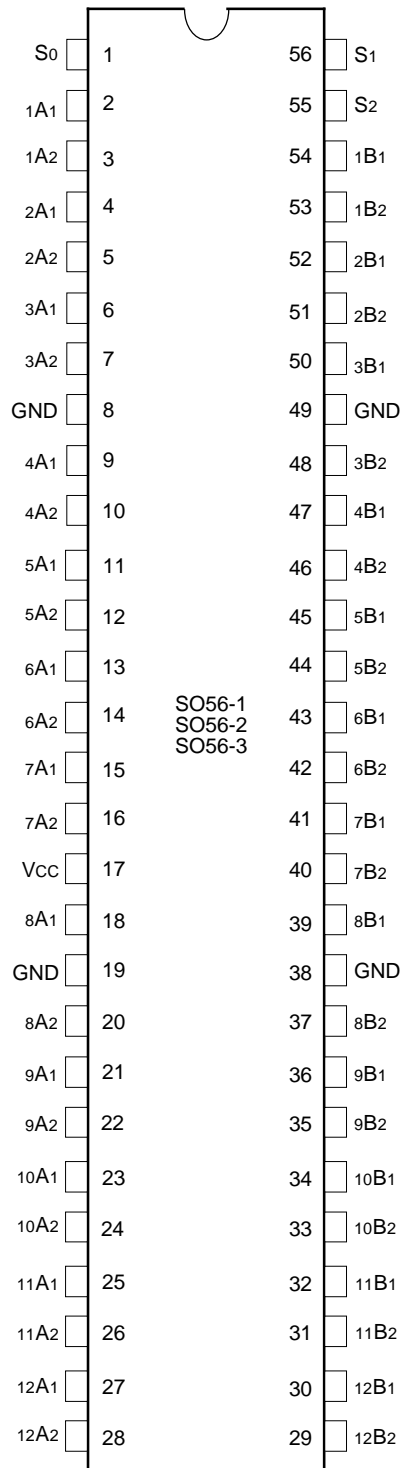 S0 1 56 S1
1A1 2 55 S2
1A2 3 54 1B1
2A1 4 53 1B2
2A2 5 52 2B1
3A1 6 51 2B2
3A2 7 50 3B1
GND 8 49 GND
4A1 9 48 3B2
4A2 10 47 4B1
5A1 11 46 4B2
5A2 12 45 5B1
6A1 13 44 5B2
SO56-1
6A2 14 43 6B1
SO56-2
SO56-3
7A1 15 42 6B2
7A2 16 41 7B1
VCC 17 40 7B2
8A1 18 39 8B1
GND 19 38 GND
8A2 20 37 8B2
9A1 21 36 9B1
9A2 22 35 9B2
10A1 23 34 10B1
10A2 24 33 10B2
11A1 25 32 11B1
11A2 26 31 11B2
12A1 27 30 12B1
12A2 28 29 12B2